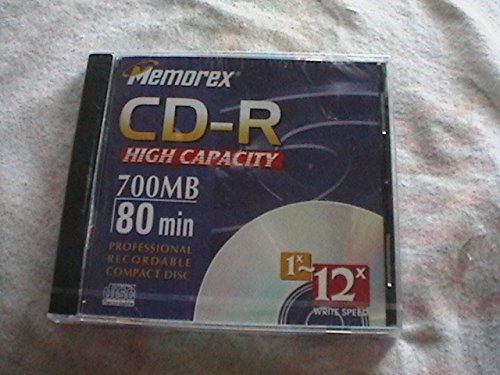 Memorex®
CD-R
HIGH CAPACITY
700MB
80 min
PROFESSIONAL
RECORDABLE
COMPACT DISC
1x~12x
WRITE SPEED